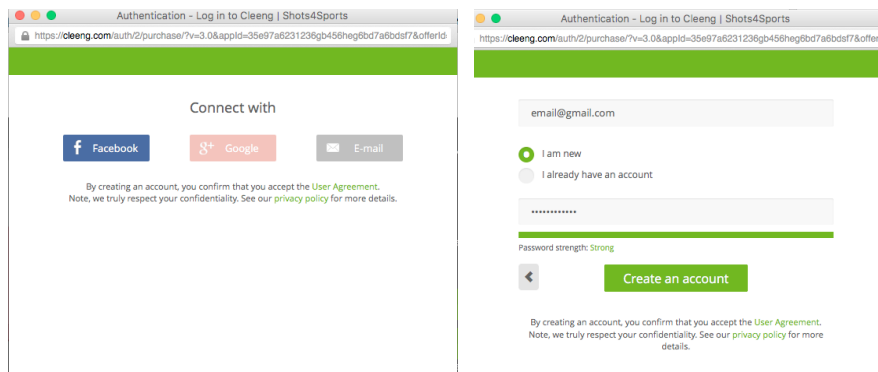 Authentication - Log in to Cleeng | Shots4Sports
https://cleeng.com/auth/2/purchase/?v=3.0&appId=35e97a6231236gb456heg6bd7a6bdsf7&offerId=
Connect with
Facebook
Google
E-mail
By creating an account, you confirm that you accept the User Agreement.
Note, we truly respect your confidentiality. See our privacy policy for more details.
Authentication - Log in to Cleeng | Shots4Sports
https://cleeng.com/auth/2/purchase/?v=3.0&appId=35e97a6231236gb456heg6bd7a6bdsf7&offer
email@gmail.com
I am new
I already have an account
••••••••••••
Password strength: Strong
Create an account
By creating an account, you confirm that you accept the User Agreement.
Note, we truly respect your confidentiality. See our privacy policy for more
details.